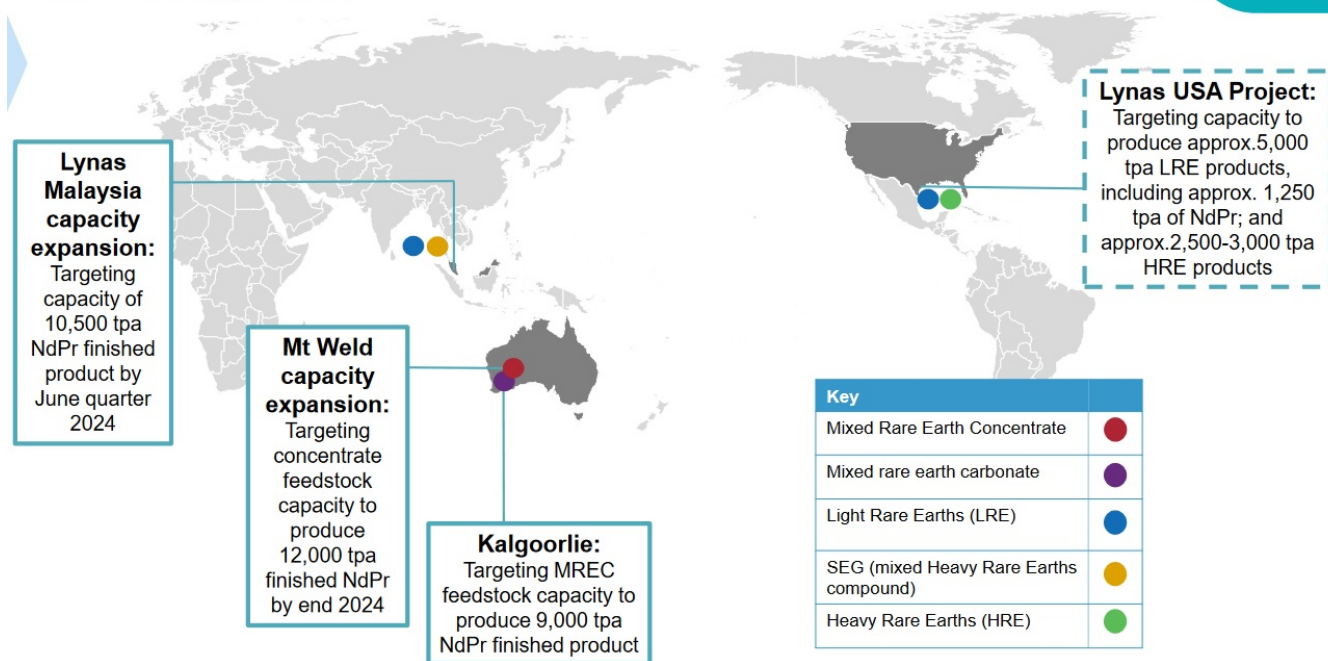 Lynas
Malaysia
capacity
expansion:
Targeting
capacity of
10,500 tpa
NdPr finished
product by
June quarter
2024
Mt Weld
capacity
expansion:
Targeting
concentrate
feedstock
capacity to
produce
12,000 tpa
finished NdPr
by end 2024
Kalgoorlie:
Targeting MREC
feedstock capacity to
produce 9,000 tpa
NdPr finished product
Lynas USA Project:
Targeting capacity to
produce approx.5,000
tpa LRE products,
including approx. 1,250
tpa of NdPr; and
approx.2,500-3,000 tpa
HRE products
Key
Mixed Rare Earth Concentrate
Mixed rare earth carbonate
Light Rare Earths (LRE)
SEG (mixed Heavy Rare Earths
compound)
Heavy Rare Earths (HRE)